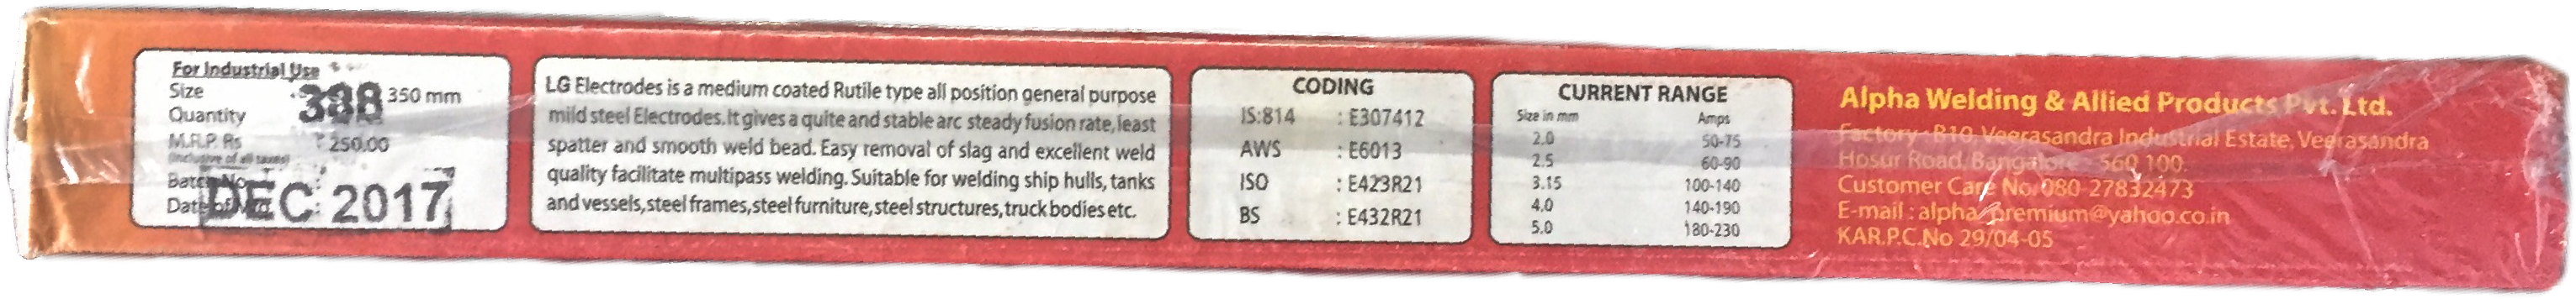 For Industrial Use
Size 350 mm
Quantity
M.R.P. Rs ₹ 250.00
(Inclusive of all taxes)
Batch No
Date of Mfg :
DEC 2017
LG Electrodes is a medium coated Rutile type all position general purpose
mild steel Electrodes.It gives a quite and stable arc steady fusion rate,least
spatter and smooth weld bead. Easy removal of slag and excellent weld
quality facilitate multipass welding. Suitable for welding ship hulls, tanks
and vessels,steel frames,steel furniture,steel structures,truck bodies etc.
CODING
IS:814 : E307412
AWS : E6013
ISO : E423R21
BS : E432R21
CURRENT RANGE
Size in mm Amps
2.0 50-75
2.5 60-90
3.15 100-140
4.0 140-190
5.0 180-230
Alpha Welding & Allied Products Pvt. Ltd.
Factory : B10, Veerasandra Industrial Estate, Veerasandra
Hosur Road, Bangalore - 560 100.
Customer Care No. 080-27832473
E-mail : alpha_premium@yahoo.co.in
KAR.P.C.No 29/04-05